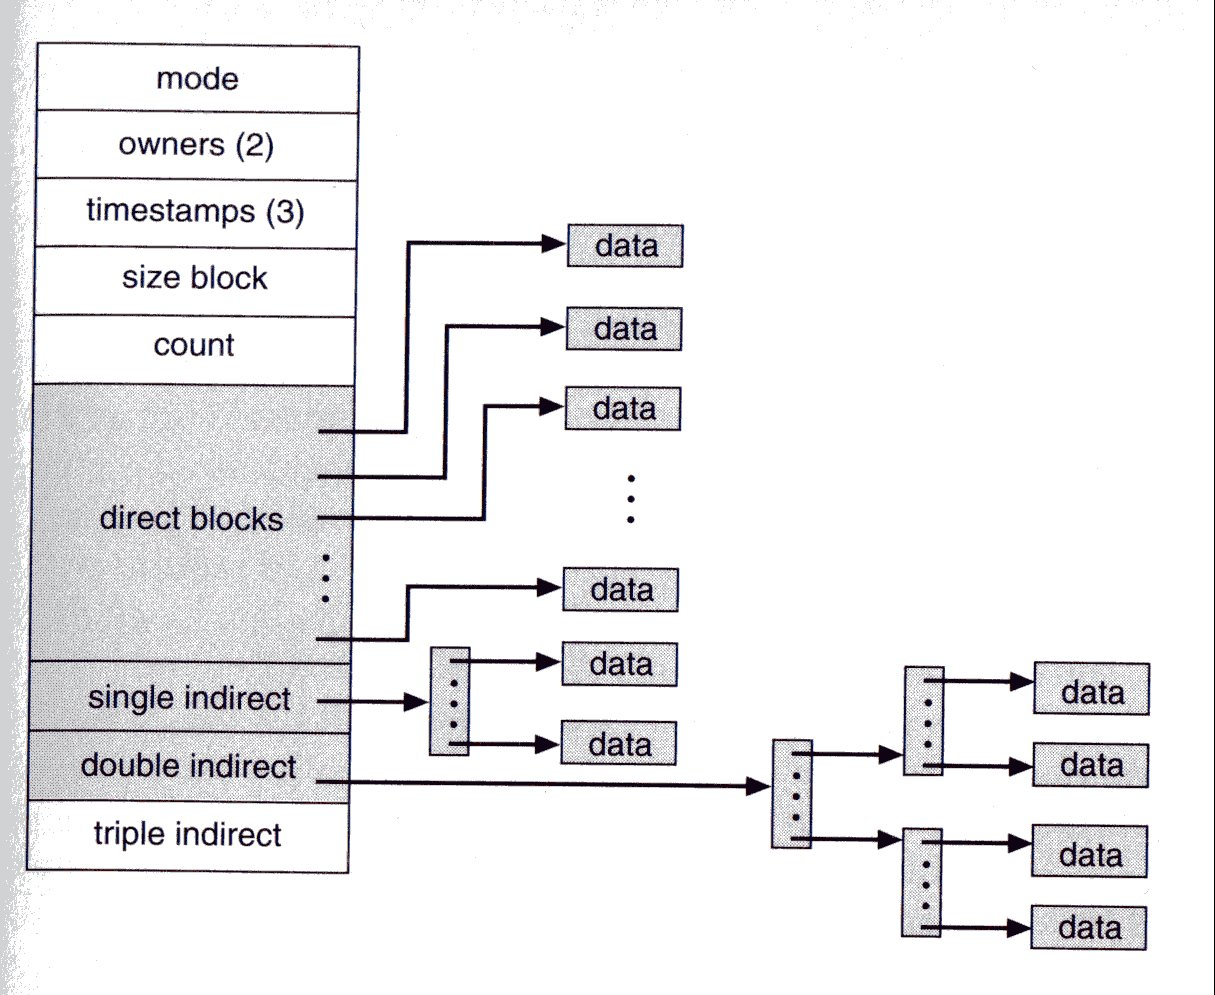 mode
owners (2)
timestamps (3)
size block
count
direct blocks
single indirect
double indirect
triple indirect
data
data
data
data
data
data
data
data
data
data